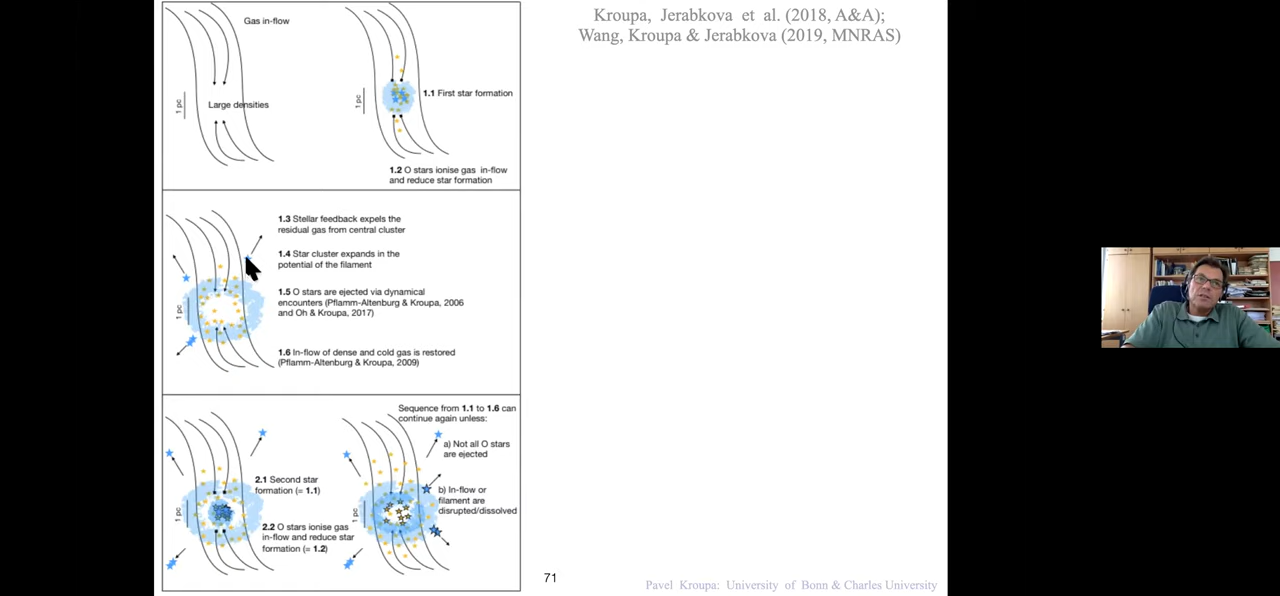 Kroupa, Jerabkova et al. (2018, A&A);
Wang, Kroupa & Jerabkova (2019, MNRAS)
Gas in-flow
1 pc
Large densities
1 pc
1.1 First star formation
1.2 O stars ionise gas in-flow
and reduce star formation
1.3 Stellar feedback expels the
residual gas from central cluster
1.4 Star cluster expands in the
potential of the filament
1 pc
1.5 O stars are ejected via dynamical
encounters (Pflamm-Altenburg & Kroupa, 2006
and Oh & Kroupa, 2017)
1.6 In-flow of dense and cold gas is restored
(Pflamm-Altenburg & Kroupa, 2009)
1 pc
2.1 Second star
formation (= 1.1)
2.2 O stars ionise gas
in-flow and reduce star
formation (= 1.2)
Sequence from 1.1 to 1.6 can
continue again unless:
1 pc
a) Not all O stars
are ejected
b) In-flow or
filament are
disrupted/dissolved
71
Pavel Kroupa: University of Bonn & Charles University